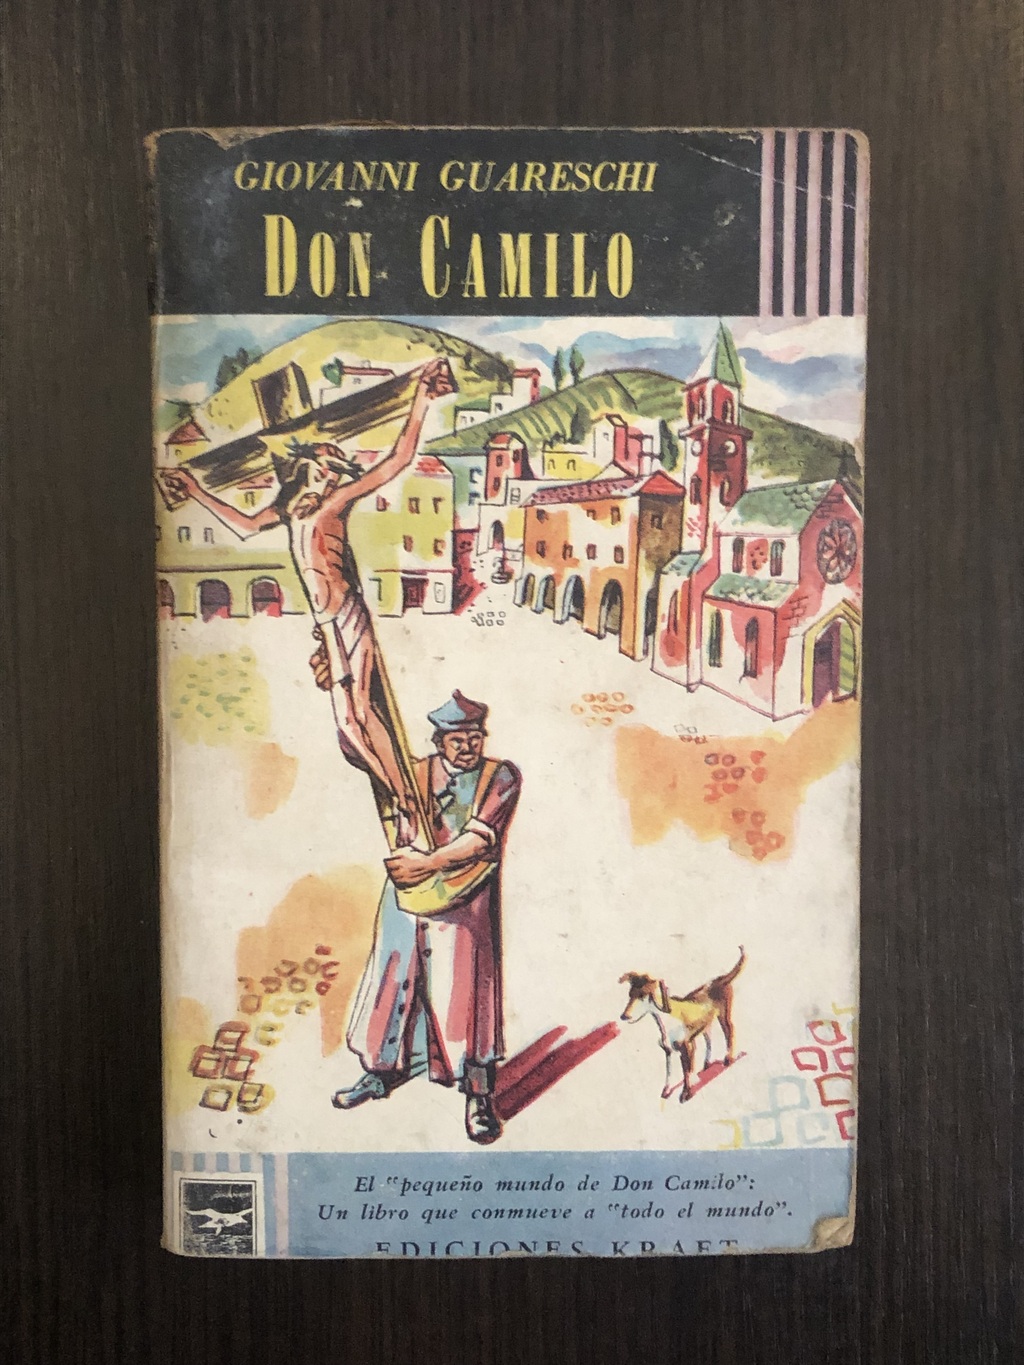 GIOVANNI GUARESCHI
DON CAMILO
El "pequeño mundo de Don Camilo":
Un libro que conmueve a "todo el mundo".
EDICIONES KRAFT